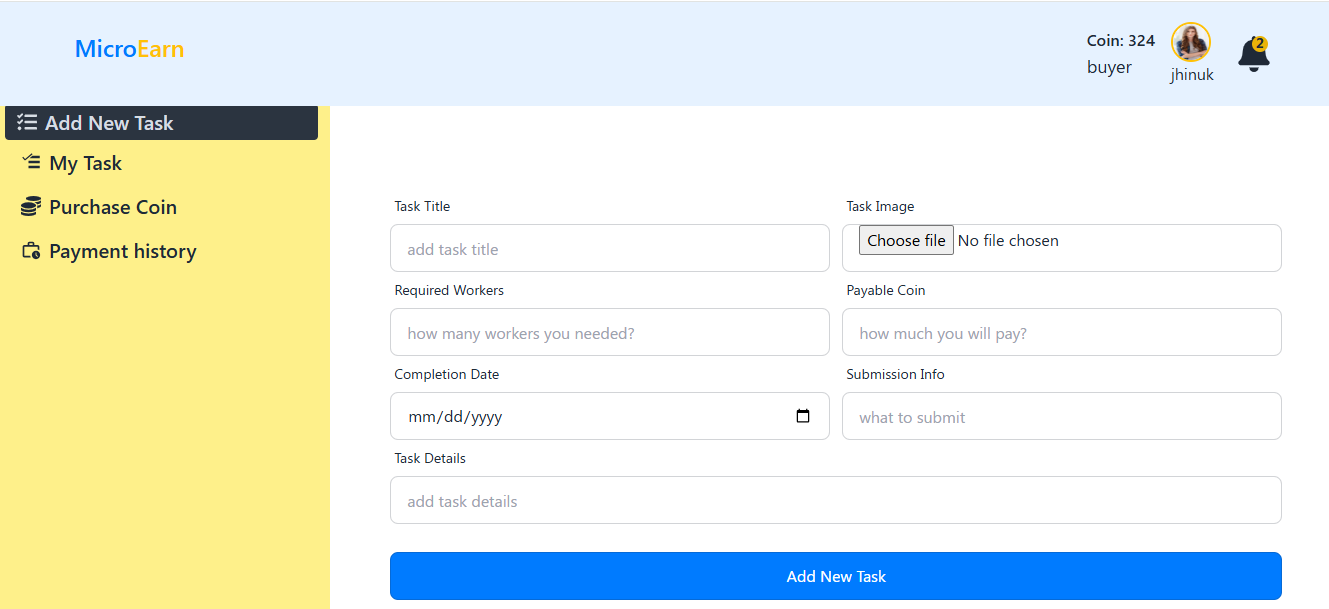 MicroEarn
Coin: 324
buyer
jhinuk
2
Add New Task
My Task
Purchase Coin
Payment history
Task Title
Task Image
add task title
Choose file No file chosen
Required Workers
Payable Coin
how many workers you needed?
how much you will pay?
Completion Date
Submission Info
mm/dd/yyyy
what to submit
Task Details
add task details
Add New Task